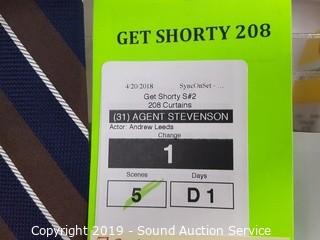 GET SHORTY 208
4/20/2018 SyncOnSet - ...
Get Shorty S#2
208 Curtains
(31) AGENT STEVENSON
Actor: Andrew Leeds
Change
1
Scenes Days
5 D 1
Copyright 2019 - Sound Auction Service